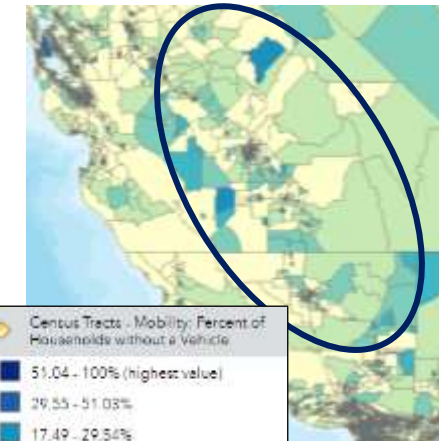 Census Tracts - Mobility: Percent of
Households without a Vehicle
51.04 - 100% (highest value)
29.55 - 51.03%
17.49 - 29.54%